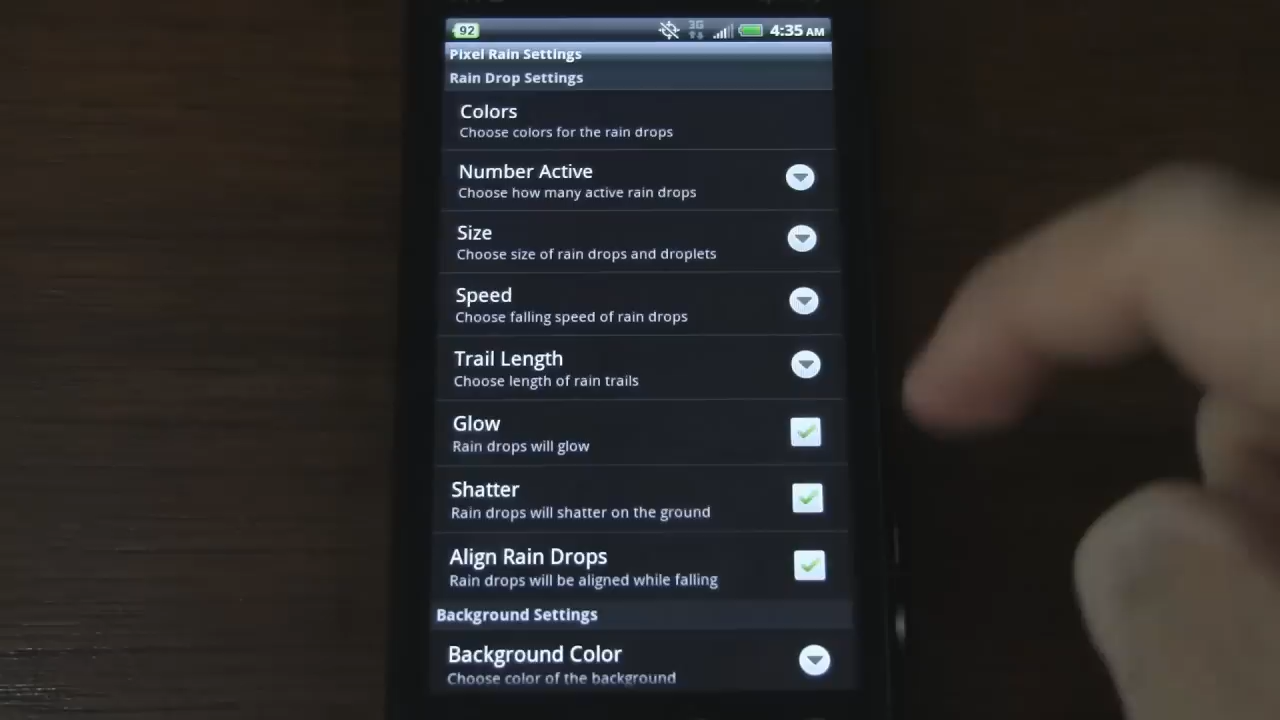 92
3G
4:35 AM
Pixel Rain Settings
Rain Drop Settings
Colors
Choose colors for the rain drops
Number Active
Choose how many active rain drops
Size
Choose size of rain drops and droplets
Speed
Choose falling speed of rain drops
Trail Length
Choose length of rain trails
Glow
Rain drops will glow
Shatter
Rain drops will shatter on the ground
Align Rain Drops
Rain drops will be aligned while falling
Background Settings
Background Color
Choose color of the background